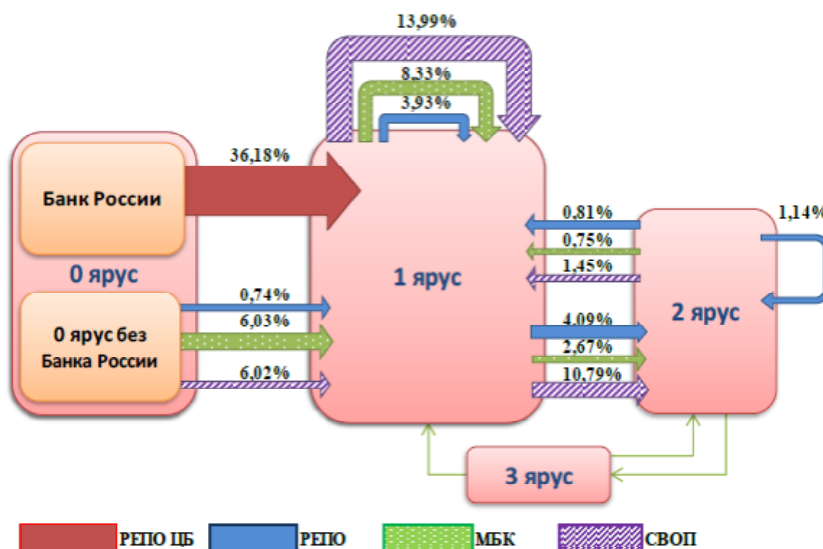 13,99%
8,33%
3,93%
36,18%
Банк России
0 ярус
0,74%
6,03%
0 ярус без
Банка России
6,02%
1 ярус
0,81%
0,75%
1,45%
4,09%
2,67%
10,79%
1,14%
2 ярус
3 ярус
РЕПО ЦБ
РЕПО
МБК
СВОП